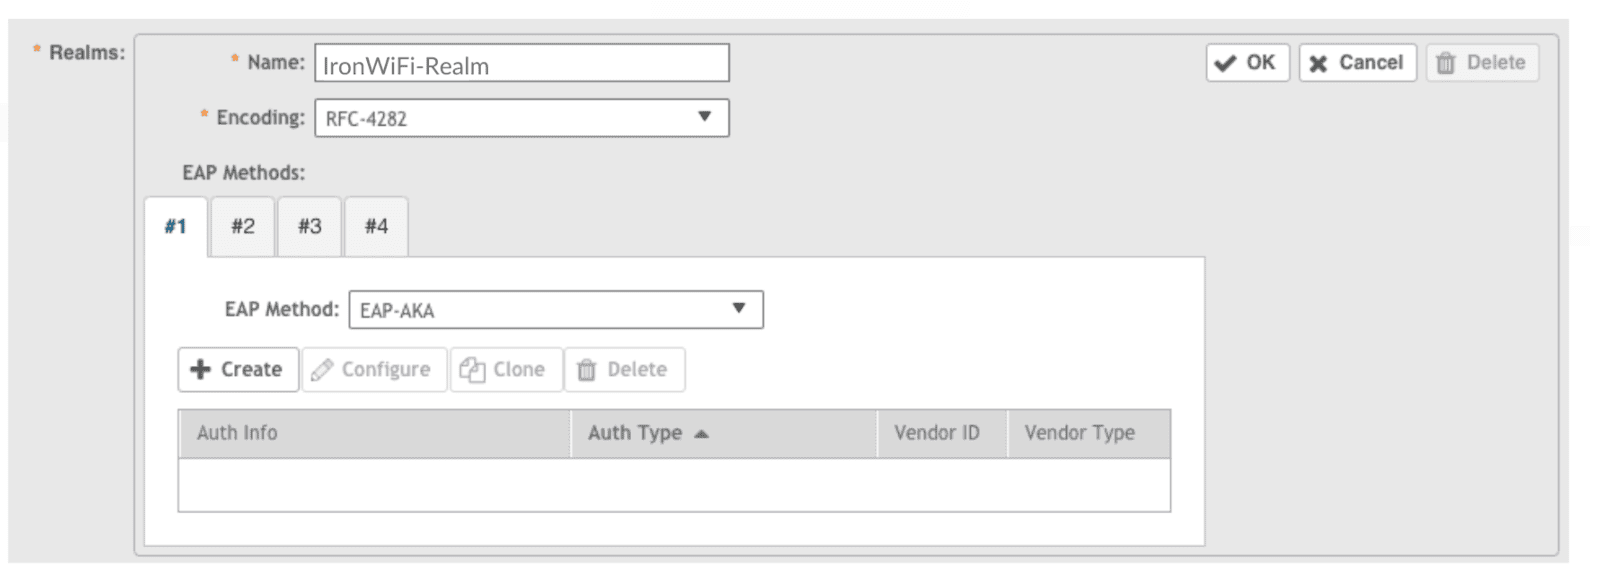 * Realms:
* Name: IronWiFi-Realm
OK Cancel Delete
* Encoding: RFC-4282
EAP Methods:
#1 #2 #3 #4
EAP Method: EAP-AKA
Create Configure Clone Delete
Auth Info Auth Type Vendor ID Vendor Type